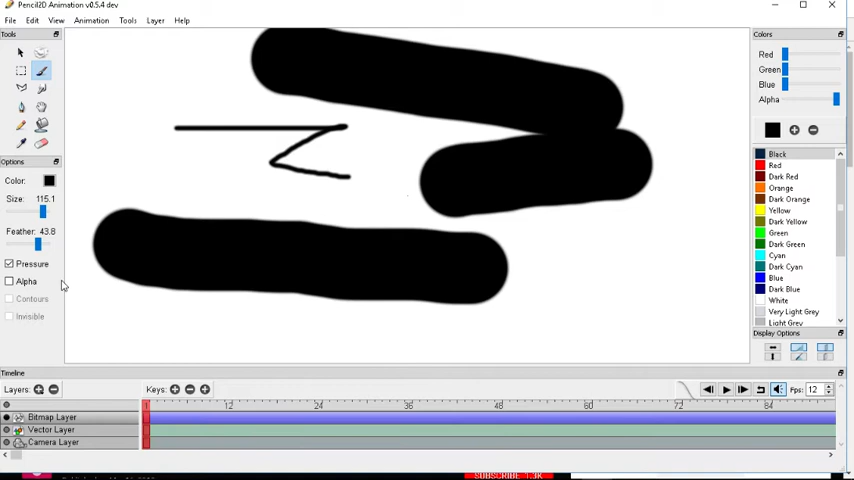 Pencil2D Animation v0.5.4 dev
File Edit View Animation Tools Layer Help
Tools
Options
Color:
Size: 115.1
Feather: 43.8
Pressure
Alpha
Contours
Invisible
Colors
Red
Green
Blue
Alpha
Black
Red
Dark Red
Orange
Dark Orange
Yellow
Dark Yellow
Green
Dark Green
Cyan
Dark Cyan
Blue
Dark Blue
White
Very Light Grey
Light Grey
Display Options
Timeline
Layers: Keys: Fps: 12
1 12 24 36 48 60 72 84
Bitmap Layer
Vector Layer
Camera Layer
SUBSCRIBE 1.3K